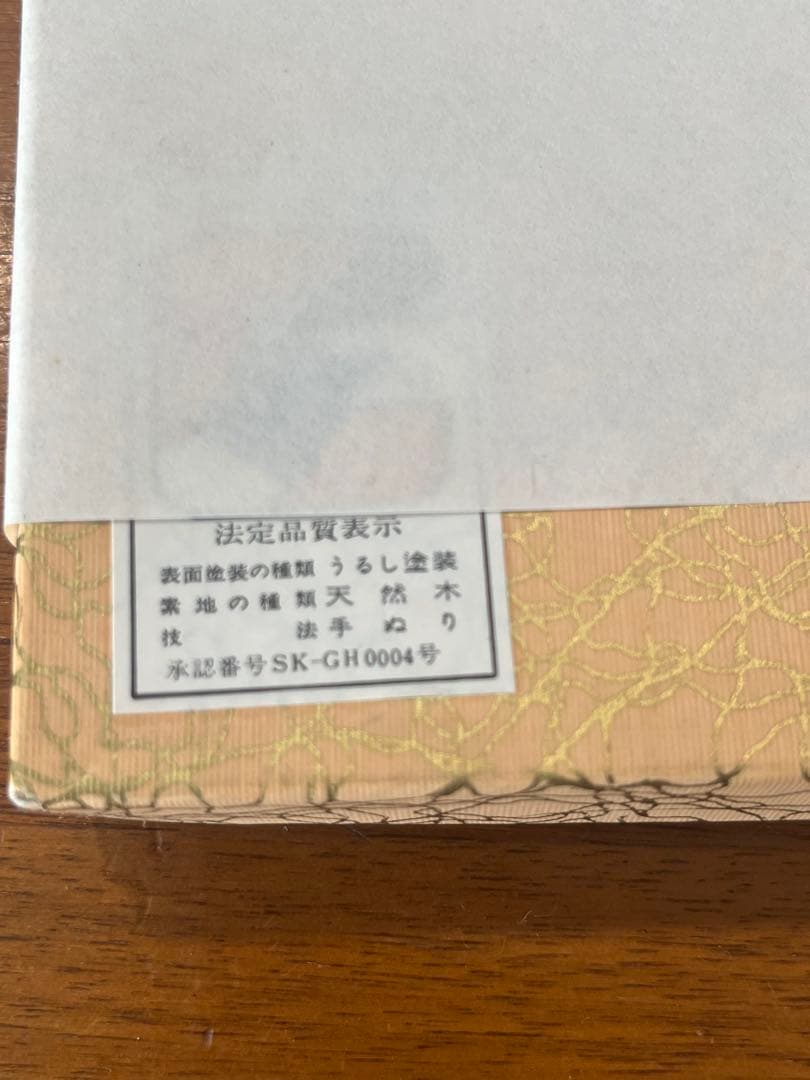 法定品質表示
表面塗装の種類 うるし塗装
素地の種類 天然木
技法 手ぬり
承認番号SK-GH0004号